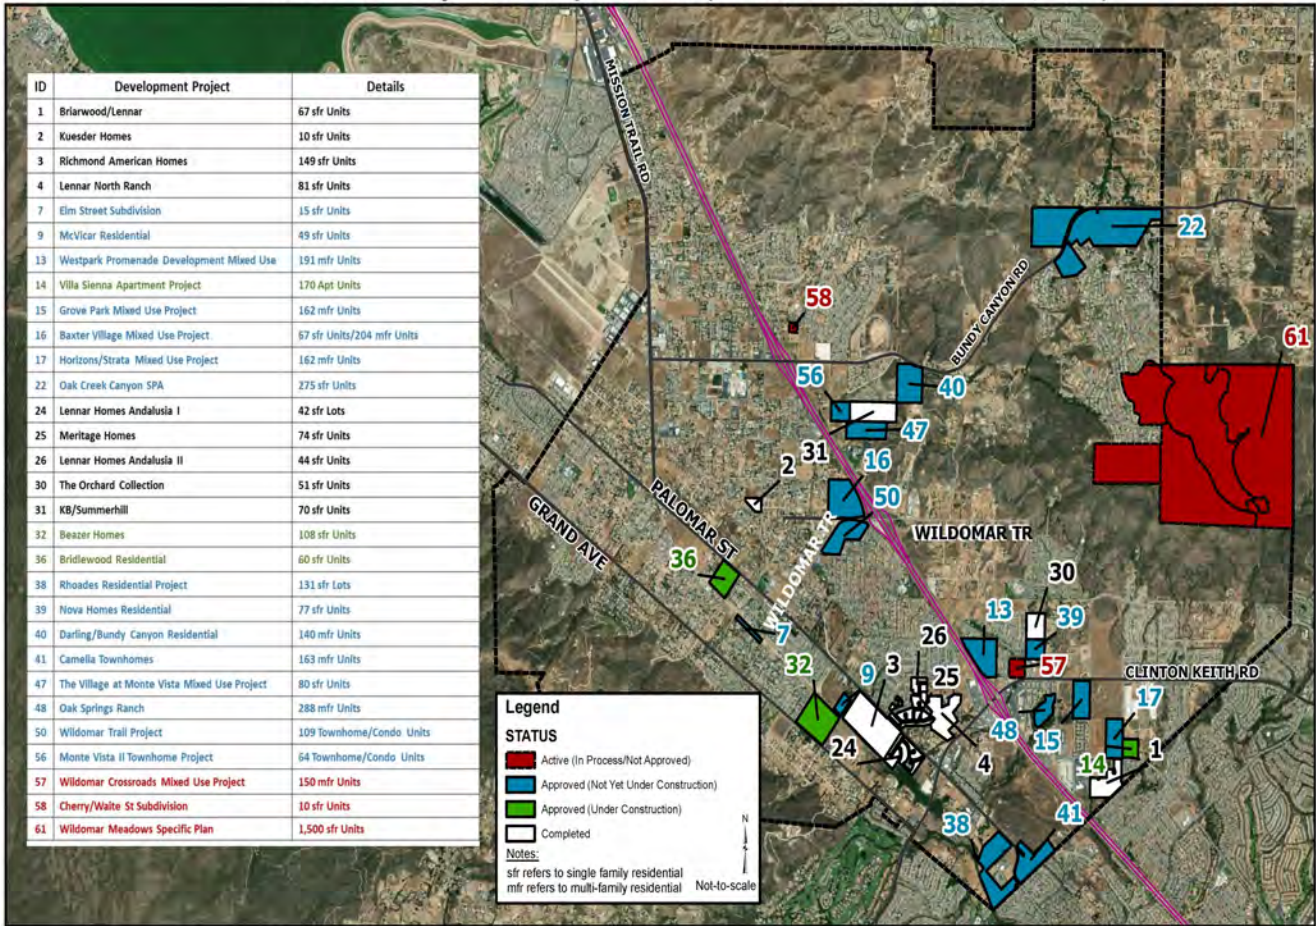 ID Development Project Details
1 Briarwood/Lennar 67 sfr Units
2 Kuesder Homes 10 sfr Units
3 Richmond American Homes 149 sfr Units
4 Lennar North Ranch 81 sfr Units
7 Elm Street Subdivision 15 sfr Units
9 McVicar Residential 49 sfr Units
13 Westpark Promenade Development Mixed Use 191 mfr Units
14 Villa Sienna Apartment Project 170 Apt Units
15 Grove Park Mixed Use Project 162 mfr Units
16 Baxter Village Mixed Use Project 67 sfr Units/204 mfr Units
17 Horizons/Strata Mixed Use Project 162 mfr Units
22 Oak Creek Canyon SPA 275 sfr Units
24 Lennar Homes Andalusia I 42 sfr Lots
25 Meritage Homes 74 sfr Units
26 Lennar Homes Andalusia II 44 sfr Units
30 The Orchard Collection 51 sfr Units
31 KB/Summerhill 70 sfr Units
32 Beazer Homes 108 sfr Units
36 Bridlewood Residential 60 sfr Units
38 Rhoades Residential Project 131 sfr Lots
39 Nova Homes Residential 77 sfr Units
40 Darling/Bundy Canyon Residential 140 mfr Units
41 Camelia Townhomes 163 mfr Units
47 The Village at Monte Vista Mixed Use Project 80 sfr Units
48 Oak Springs Ranch 288 mfr Units
50 Wildomar Trail Project 109 Townhome/Condo Units
56 Monte Vista II Townhome Project 64 Townhome/Condo Units
57 Wildomar Crossroads Mixed Use Project 150 mfr Units
58 Cherry/Waite St Subdivision 10 sfr Units
61 Wildomar Meadows Specific Plan 1,500 sfr Units
MISSION TRAIL RD
22
BUNDY CANYON RD
58
61
56
40
47
31
2
16
50
PALOMAR ST
GRAND AVE
WILDOMAR TR
WILDOMAR TR
36
30
7
13
39
26
57
32
9
3
25
CLINTON KEITH RD
48
15
17
24
4
14
1
38
41
Legend
STATUS
Active (In Process/Not Approved)
Approved (Not Yet Under Construction)
Approved (Under Construction)
Completed
Notes:
sfr refers to single family residential
mfr refers to multi-family residential
N
Not-to-scale